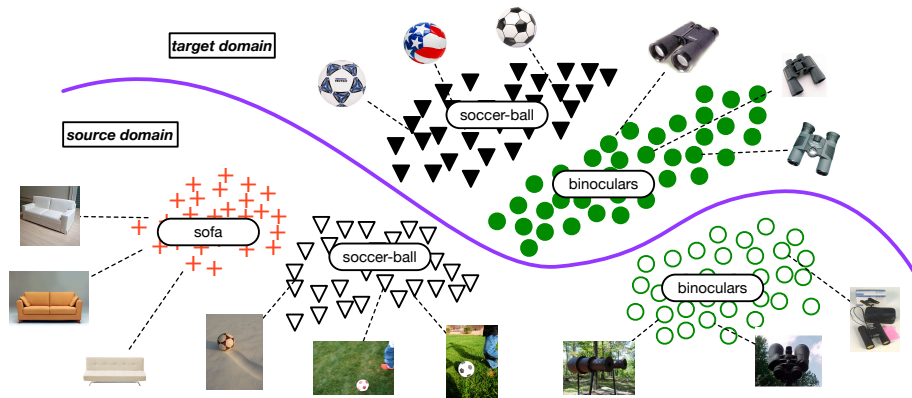 target domain
source domain
soccer-ball
binoculars
sofa
soccer-ball
binoculars